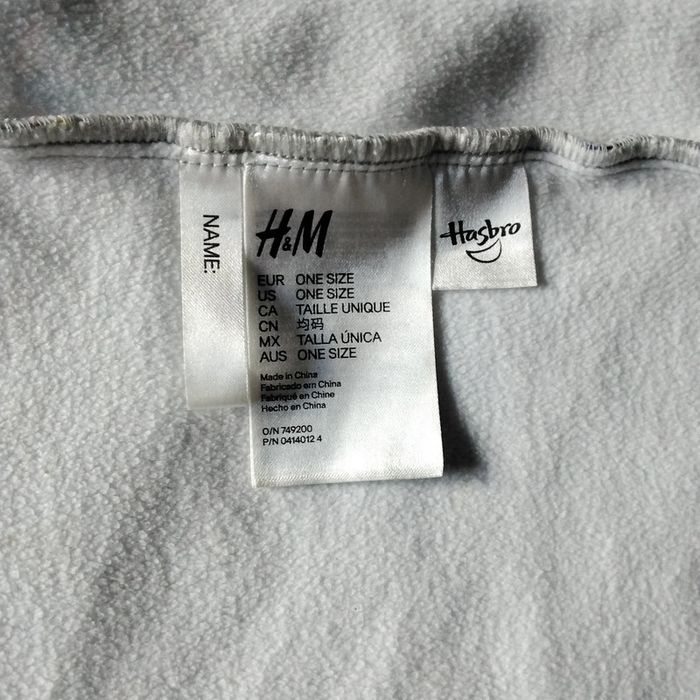 NAME:
H&M
EUR ONE SIZE
US ONE SIZE
CA TAILLE UNIQUE
CN 均码
MX TALLA ÚNICA
AUS ONE SIZE
Made in China
Fabricado em China
Fabriqué en Chine
Hecho en China
O/N 749200
P/N 0414012 4
Hasbro